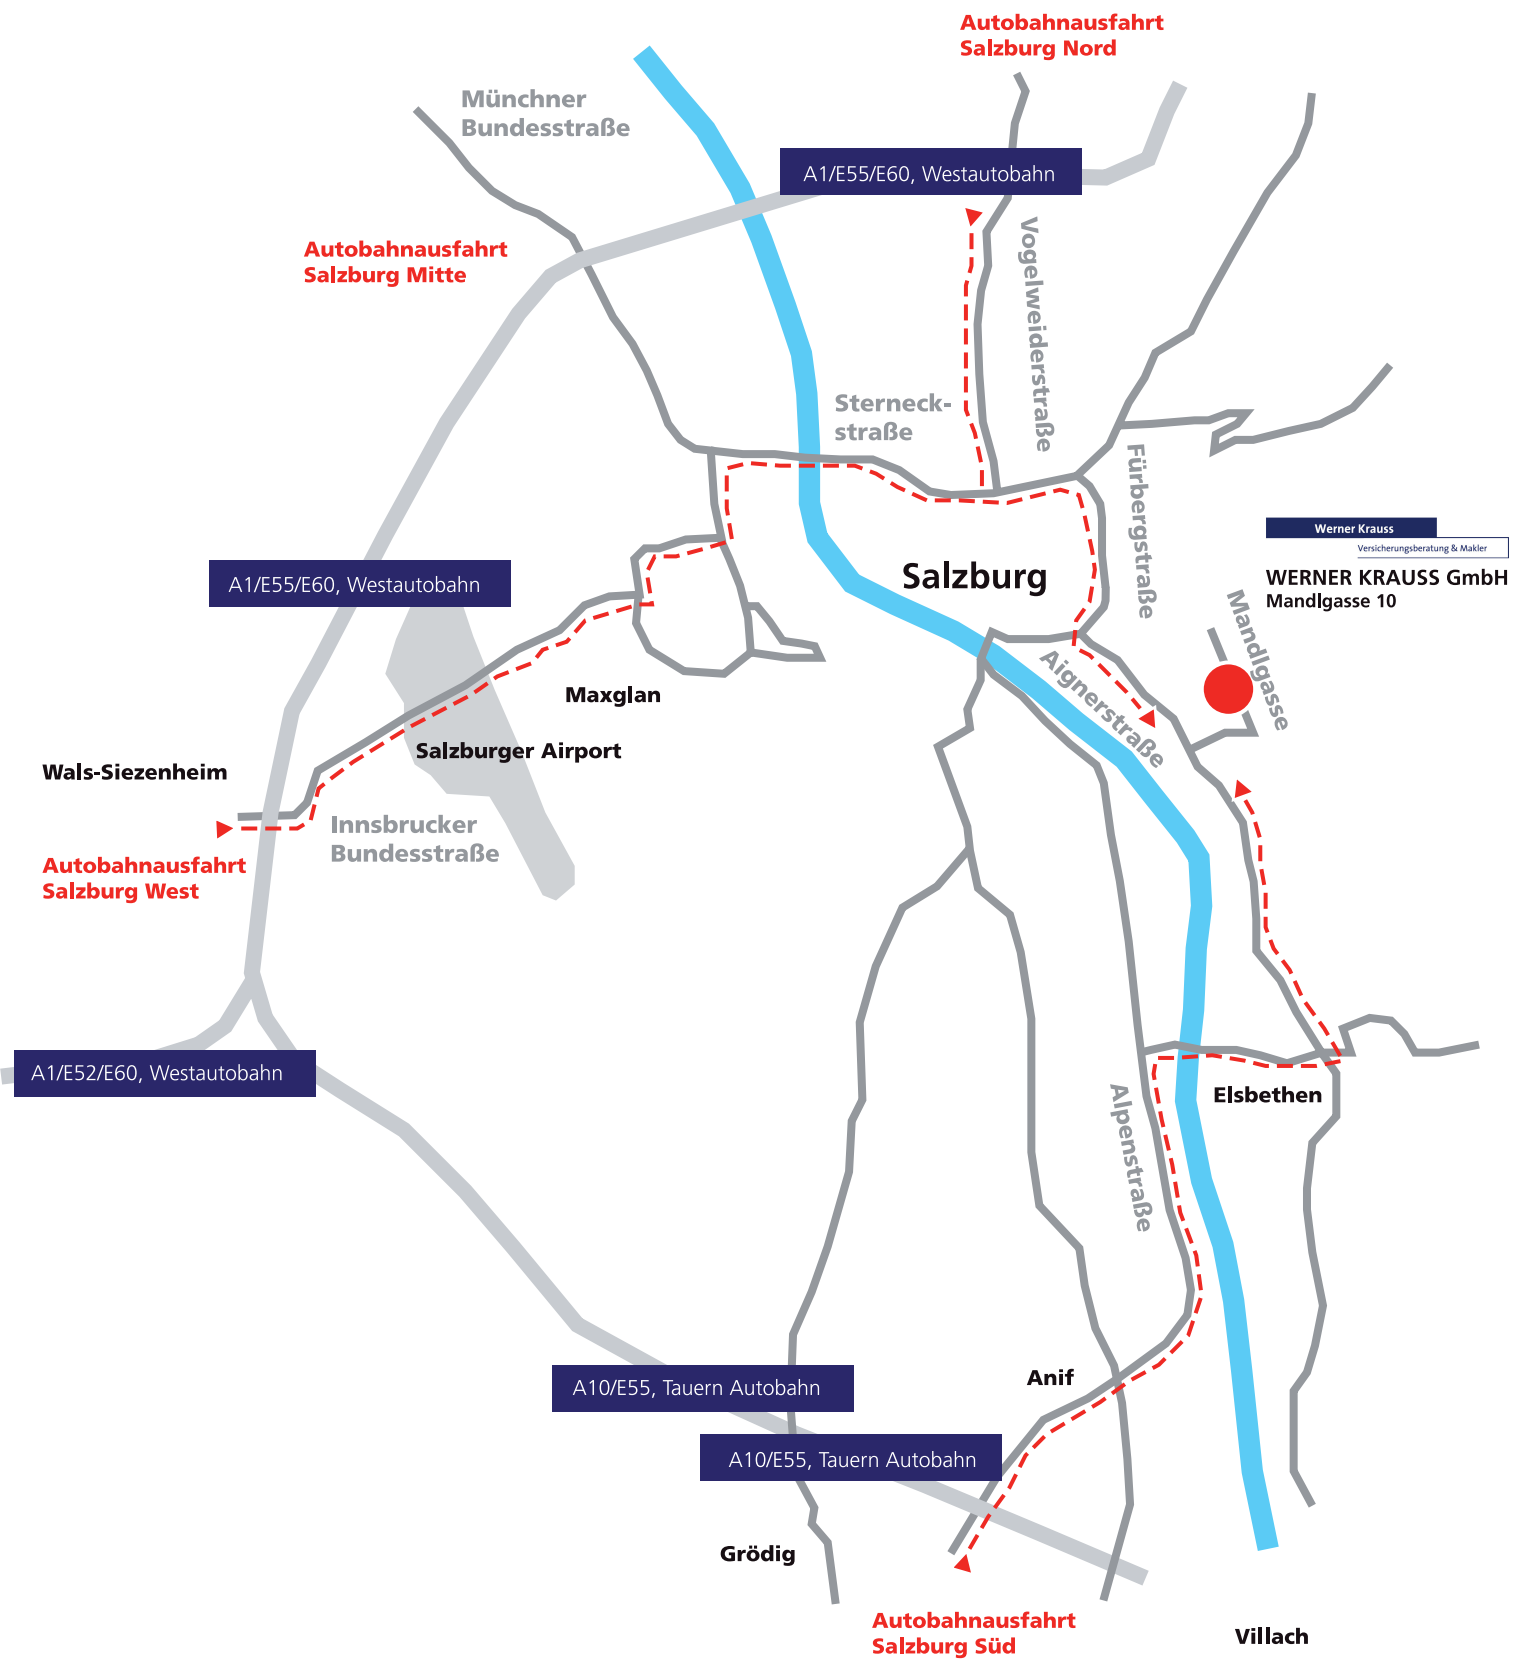 Autobahnausfahrt
Salzburg Nord
Münchner
Bundesstraße
A1/E55/E60, Westautobahn
Autobahnausfahrt
Salzburg Mitte
Vogelweiderstraße
Sterneck-
straße
Fürbergstraße
Werner Krauss
Versicherungsberatung & Makler
WERNER KRAUSS GmbH
Mandlgasse 10
Salzburg
A1/E55/E60, Westautobahn
Mandlgasse
Aignerstraße
Maxglan
Salzburger Airport
Wals-Siezenheim
Innsbrucker
Bundesstraße
Autobahnausfahrt
Salzburg West
A1/E52/E60, Westautobahn
Elsbethen
Alpenstraße
Anif
A10/E55, Tauern Autobahn
A10/E55, Tauern Autobahn
Grödig
Autobahnausfahrt
Salzburg Süd
Villach